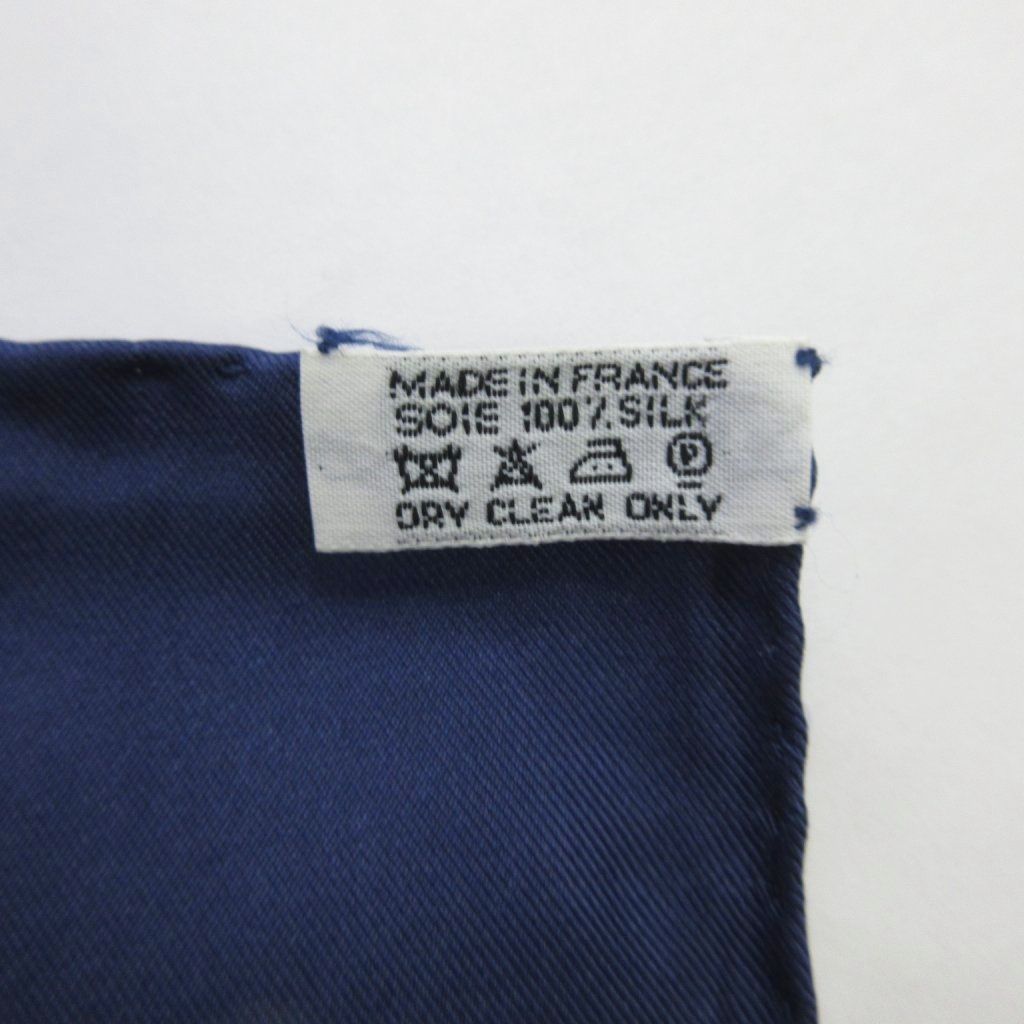 MADE IN FRANCE
SOIE 100% SILK
P
DRY CLEAN ONLY